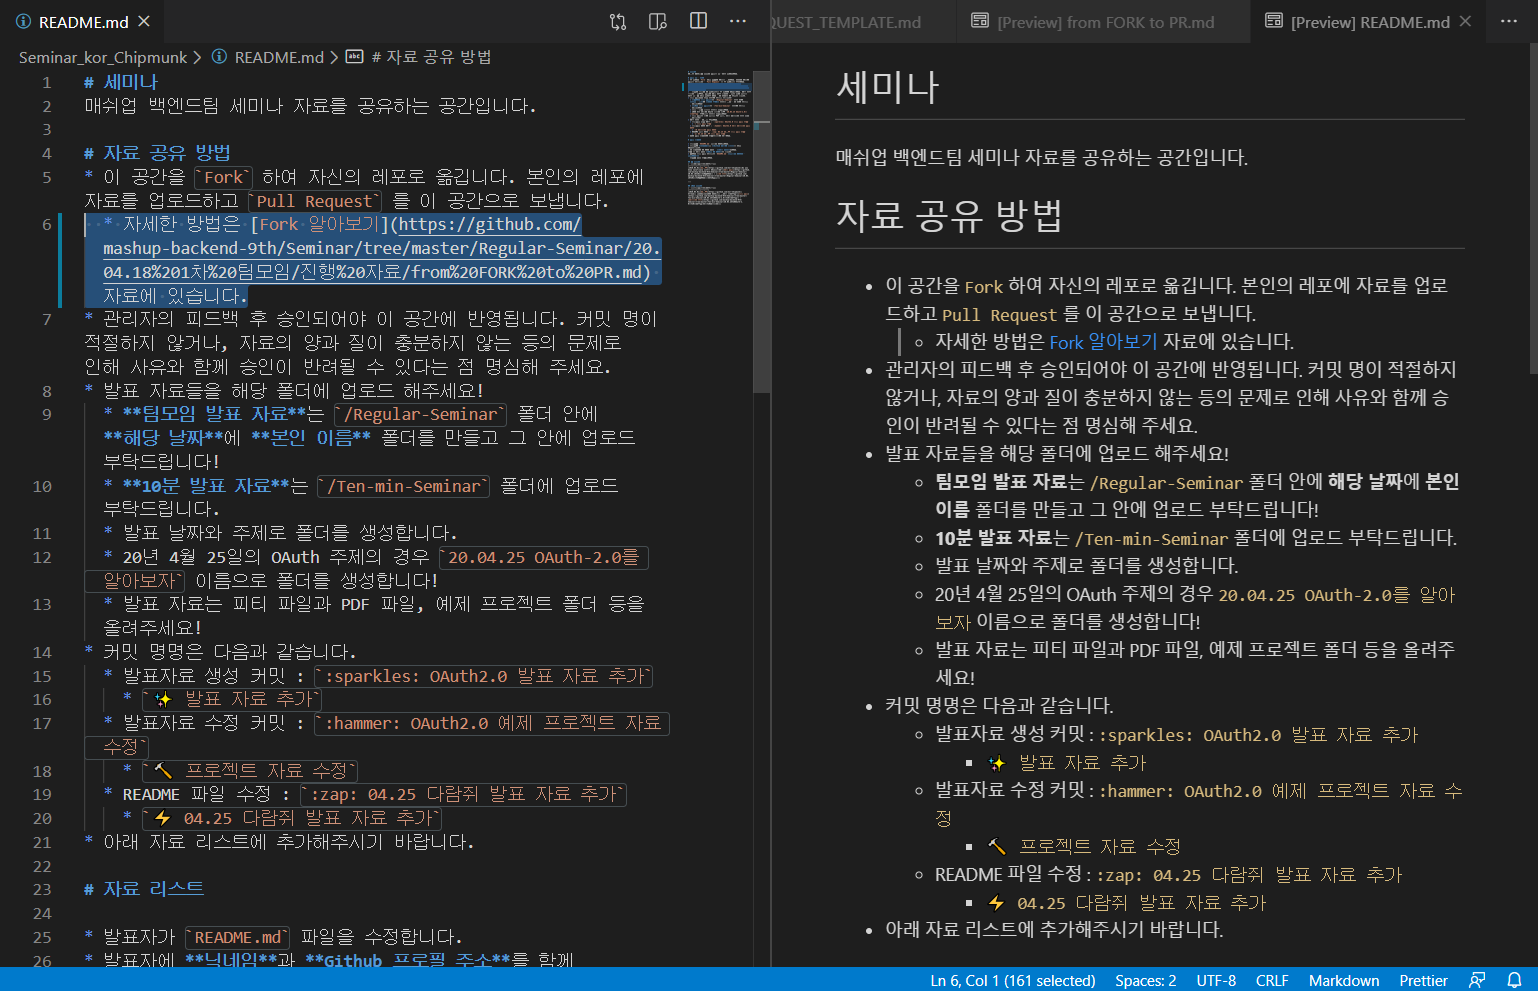 README.md
QUEST_TEMPLATE.md
[Preview] from FORK to PR.md
[Preview] README.md
Seminar_kor_Chipmunk > README.md > # 자료 공유 방법
1 # 세미나
2 매쉬업 백엔드팀 세미나 자료를 공유하는 공간입니다.
3
4 # 자료 공유 방법
5 * 이 공간을 `Fork` 하여 자신의 레포로 옮깁니다. 본인의 레포에
자료를 업로드하고 `Pull Request` 를 이 공간으로 보냅니다.
6 * 자세한 방법은 [Fork 알아보기](https://github.com/
mashup-backend-9th/Seminar/tree/master/Regular-Seminar/20.
04.18%201차%20팀모임/진행%20자료/from%20FORK%20to%20PR.md)
자료에 있습니다.
7 * 관리자의 피드백 후 승인되어야 이 공간에 반영됩니다. 커밋 명이
적절하지 않거나, 자료의 양과 질이 충분하지 않는 등의 문제로
인해 사유와 함께 승인이 반려될 수 있다는 점 명심해 주세요.
8 * 발표 자료들을 해당 폴더에 업로드 해주세요!
9 * **팀모임 발표 자료**는 `/Regular-Seminar` 폴더 안에
**해당 날짜**에 **본인 이름** 폴더를 만들고 그 안에 업로드
부탁드립니다!
10 * **10분 발표 자료**는 `/Ten-min-Seminar` 폴더에 업로드
부탁드립니다.
11 * 발표 날짜와 주제로 폴더를 생성합니다.
12 * 20년 4월 25일의 OAuth 주제의 경우 `20.04.25 OAuth-2.0를
알아보자` 이름으로 폴더를 생성합니다!
13 * 발표 자료는 피티 파일과 PDF 파일, 예제 프로젝트 폴더 등을
올려주세요!
14 * 커밋 명명은 다음과 같습니다.
15 * 발표자료 생성 커밋 : `:sparkles: OAuth2.0 발표 자료 추가`
16 * `✨ 발표 자료 추가`
17 * 발표자료 수정 커밋 : `:hammer: OAuth2.0 예제 프로젝트 자료
수정`
18 * `🔨 프로젝트 자료 수정`
19 * README 파일 수정 : `:zap: 04.25 다람쥐 발표 자료 추가`
20 * `⚡ 04.25 다람쥐 발표 자료 추가`
21 * 아래 자료 리스트에 추가해주시기 바랍니다.
22
23 # 자료 리스트
24
25 * 발표자가 `README.md` 파일을 수정합니다.
26 * 발표자에 **닉네임**과 **Github 프로필 주소**를 함께
세미나
매쉬업 백엔드팀 세미나 자료를 공유하는 공간입니다.
자료 공유 방법
• 이 공간을 Fork 하여 자신의 레포로 옮깁니다. 본인의 레포에 자료를 업로
드하고 Pull Request 를 이 공간으로 보냅니다.
◦ 자세한 방법은 Fork 알아보기 자료에 있습니다.
• 관리자의 피드백 후 승인되어야 이 공간에 반영됩니다. 커밋 명이 적절하지
않거나, 자료의 양과 질이 충분하지 않는 등의 문제로 인해 사유와 함께 승
인이 반려될 수 있다는 점 명심해 주세요.
• 발표 자료들을 해당 폴더에 업로드 해주세요!
◦ 팀모임 발표 자료는 /Regular-Seminar 폴더 안에 해당 날짜에 본인
이름 폴더를 만들고 그 안에 업로드 부탁드립니다!
◦ 10분 발표 자료는 /Ten-min-Seminar 폴더에 업로드 부탁드립니다.
◦ 발표 날짜와 주제로 폴더를 생성합니다.
◦ 20년 4월 25일의 OAuth 주제의 경우 20.04.25 OAuth-2.0를 알아
보자 이름으로 폴더를 생성합니다!
◦ 발표 자료는 피티 파일과 PDF 파일, 예제 프로젝트 폴더 등을 올려주
세요!
• 커밋 명명은 다음과 같습니다.
◦ 발표자료 생성 커밋 : :sparkles: OAuth2.0 발표 자료 추가
▪ ✨ 발표 자료 추가
◦ 발표자료 수정 커밋 : :hammer: OAuth2.0 예제 프로젝트 자료 수
정
▪ 🔨 프로젝트 자료 수정
◦ README 파일 수정 : :zap: 04.25 다람쥐 발표 자료 추가
▪ ⚡ 04.25 다람쥐 발표 자료 추가
• 아래 자료 리스트에 추가해주시기 바랍니다.
Ln 6, Col 1 (161 selected) Spaces: 2 UTF-8 CRLF Markdown Prettier